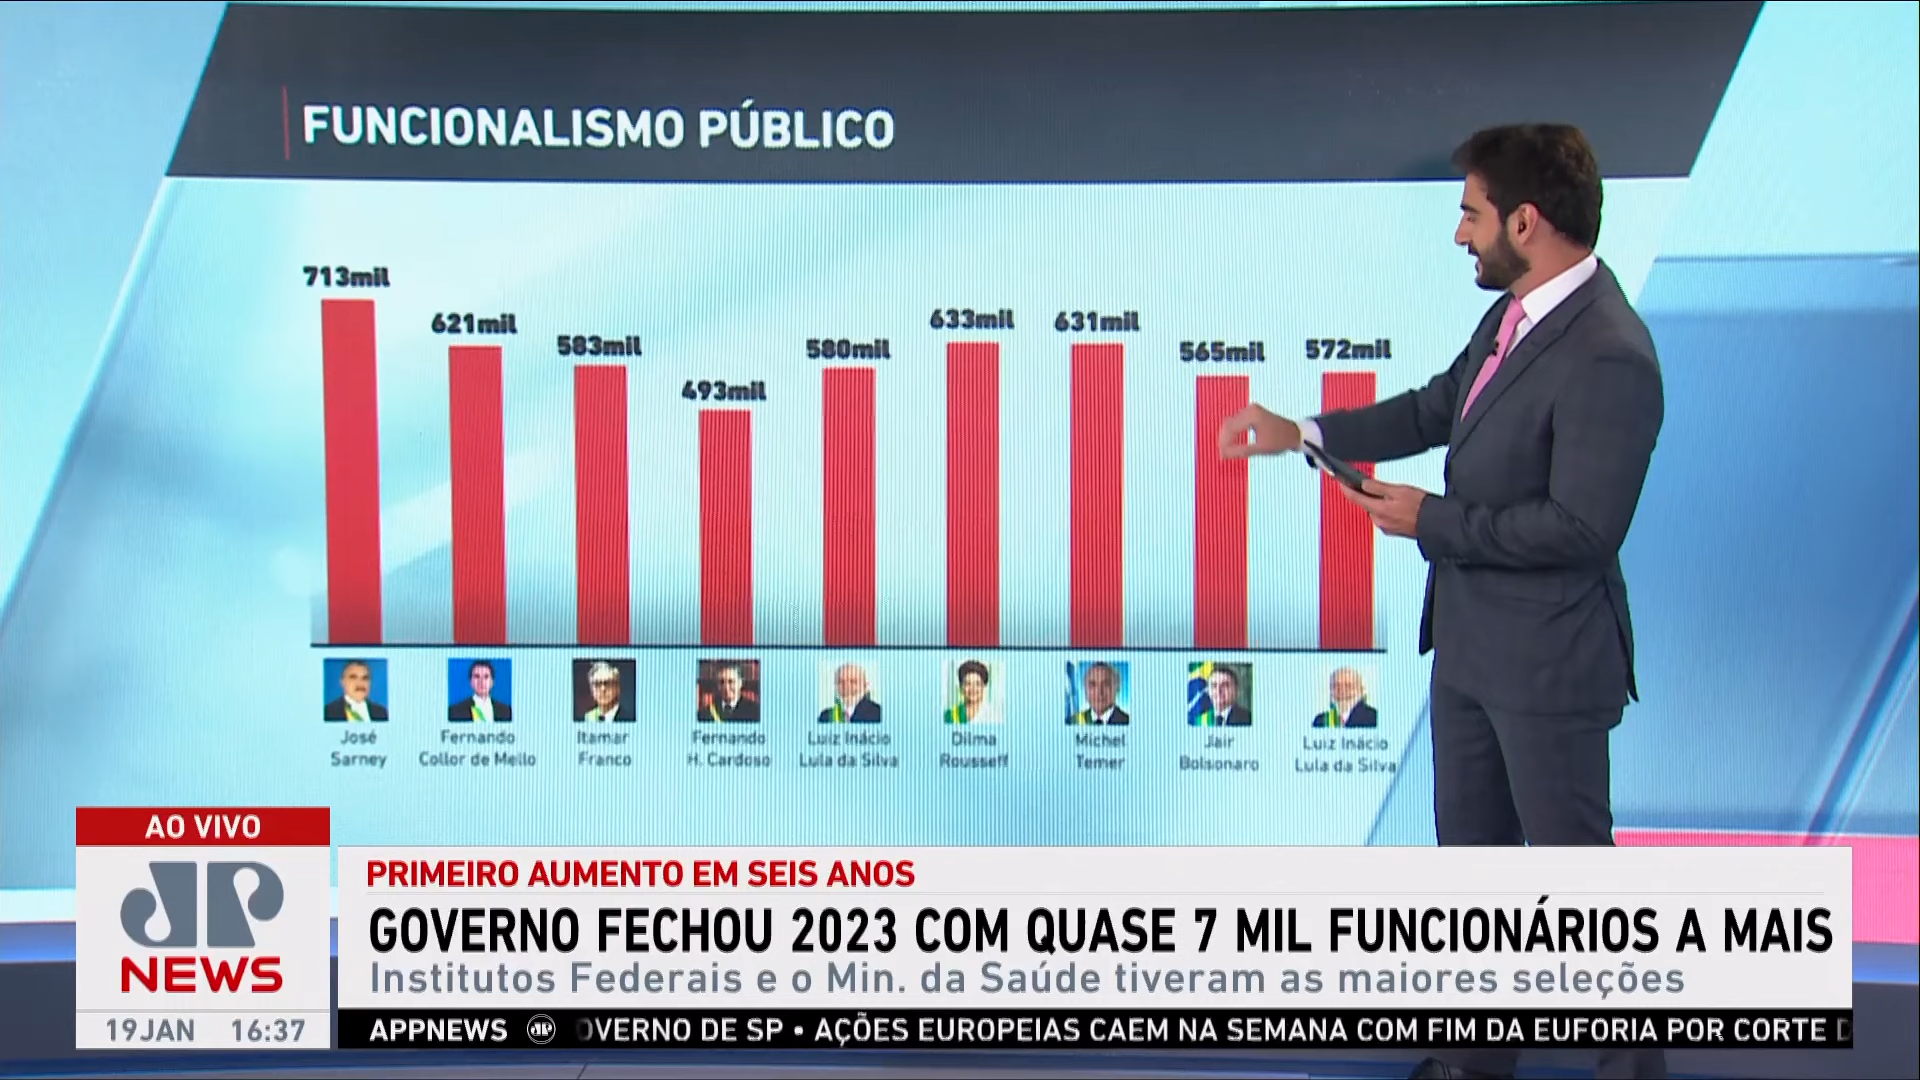 FUNCIONALISMO PÚBLICO
713mil
621mil
583mil
493mil
580mil
633mil
631mil
565mil
572mil
José
Sarney
Fernando
Collor de Mello
Itamar
Franco
Fernando
H. Cardoso
Luiz Inácio
Lula da Silva
Dilma
Rousseff
Michel
Temer
Jair
Bolsonaro
Luiz Inácio
Lula da Silva
AO VIVO
JP
NEWS
19JAN 16:37
PRIMEIRO AUMENTO EM SEIS ANOS
GOVERNO FECHOU 2023 COM QUASE 7 MIL FUNCIONÁRIOS A MAIS
Institutos Federais e o Min. da Saúde tiveram as maiores seleções
APPNEWS JP OVERNO DE SP • AÇÕES EUROPEIAS CAEM NA SEMANA COM FIM DA EUFORIA POR CORTE D